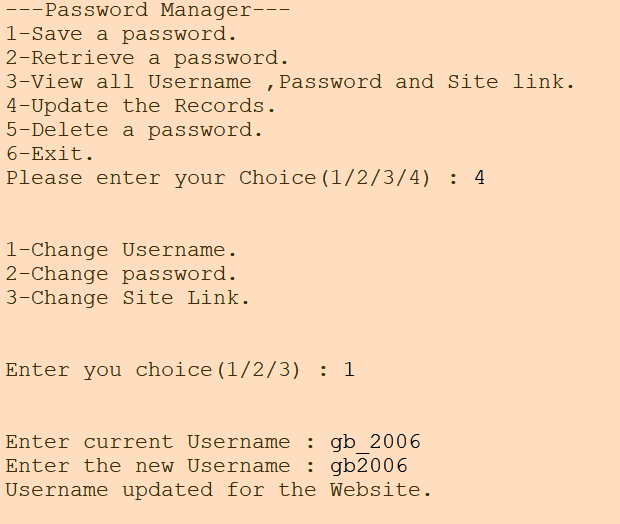 ---Password Manager---
1-Save a password.
2-Retrieve a password.
3-View all Username ,Password and Site link.
4-Update the Records.
5-Delete a password.
6-Exit.
Please enter your Choice(1/2/3/4) : 4
1-Change Username.
2-Change password.
3-Change Site Link.
Enter you choice(1/2/3) : 1
Enter current Username : gb_2006
Enter the new Username : gb2006
Username updated for the Website.